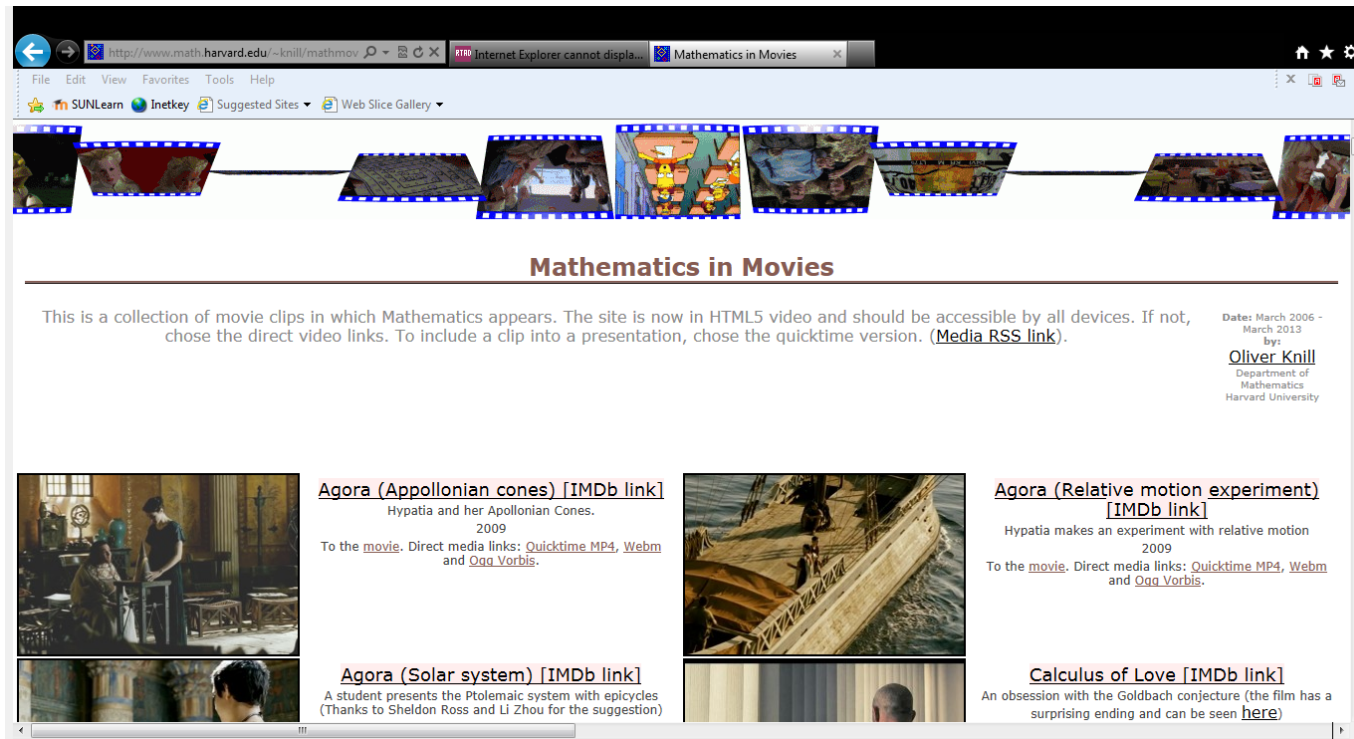 http://www.math.harvard.edu/~knill/mathmov
RTAD Internet Explorer cannot displa...
Mathematics in Movies
File Edit View Favorites Tools Help
SUNLearn Inetkey Suggested Sites Web Slice Gallery
Mathematics in Movies
This is a collection of movie clips in which Mathematics appears. The site is now in HTML5 video and should be accessible by all devices. If not,
chose the direct video links. To include a clip into a presentation, chose the quicktime version. (Media RSS link).
Date: March 2006 -
March 2013
by:
Oliver Knill
Department of
Mathematics
Harvard University
Agora (Appollonian cones) [IMDb link]
Hypatia and her Apollonian Cones.
2009
To the movie. Direct media links: Quicktime MP4, Webm
and Ogg Vorbis.
Agora (Relative motion experiment)
[IMDb link]
Hypatia makes an experiment with relative motion
2009
To the movie. Direct media links: Quicktime MP4, Webm
and Ogg Vorbis.
Agora (Solar system) [IMDb link]
A student presents the Ptolemaic system with epicycles
(Thanks to Sheldon Ross and Li Zhou for the suggestion)
Calculus of Love [IMDb link]
An obsession with the Goldbach conjecture (the film has a
surprising ending and can be seen here)